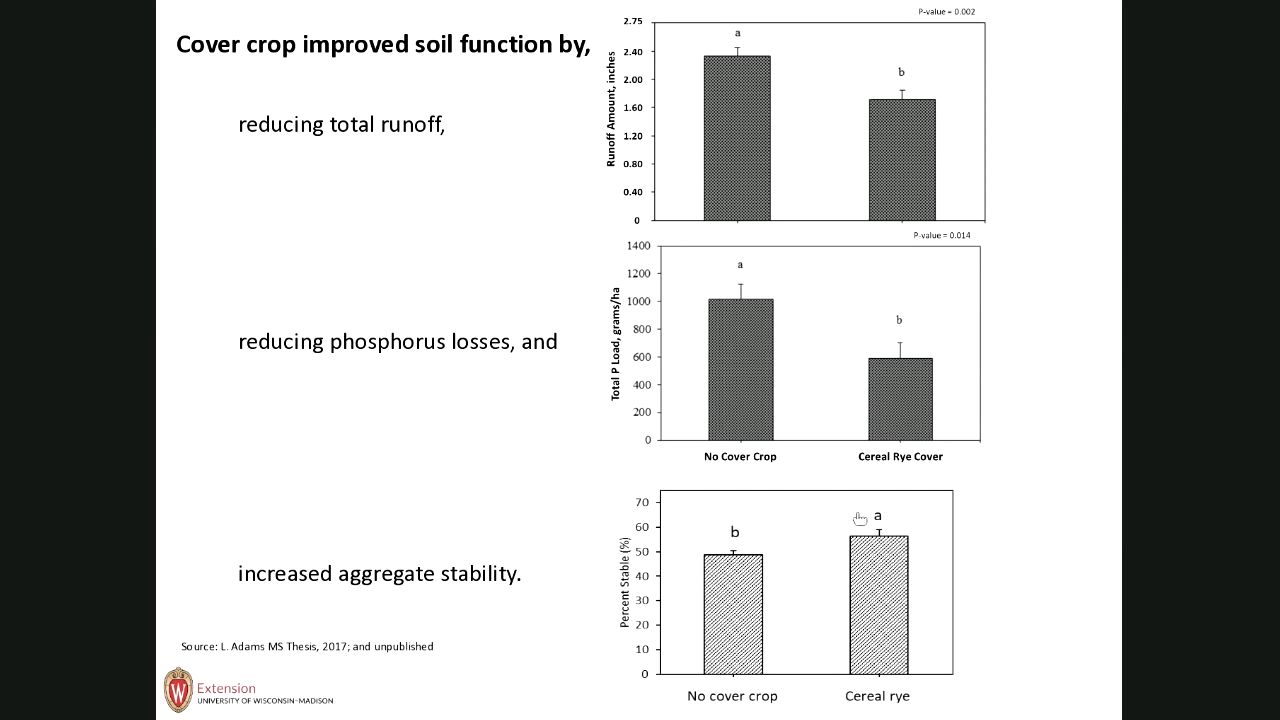 Cover crop improved soil function by,
reducing total runoff,
reducing phosphorus losses, and
increased aggregate stability.
Source: L. Adams MS Thesis, 2017; and unpublished
W
Extension
UNIVERSITY OF WISCONSIN–MADISON
P-value = 0.002
Runoff Amount, inches
2.75
2.40
2.00
1.60
1.20
0.80
0.40
0
a
b
P-value = 0.014
Total P Load, grams/ha
1400
1200
1000
800
600
400
200
0
a
b
No Cover Crop
Cereal Rye Cover
Percent Stable (%)
70
60
50
40
30
20
10
0
b
a
No cover crop
Cereal rye